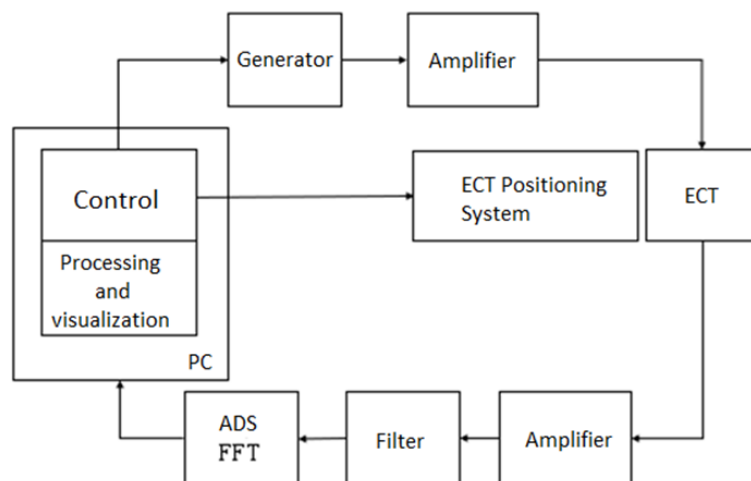 Generator
Amplifier
Control
ECT Positioning
System
ECT
Processing
and
visualization
PC
ADS
FFT
Filter
Amplifier